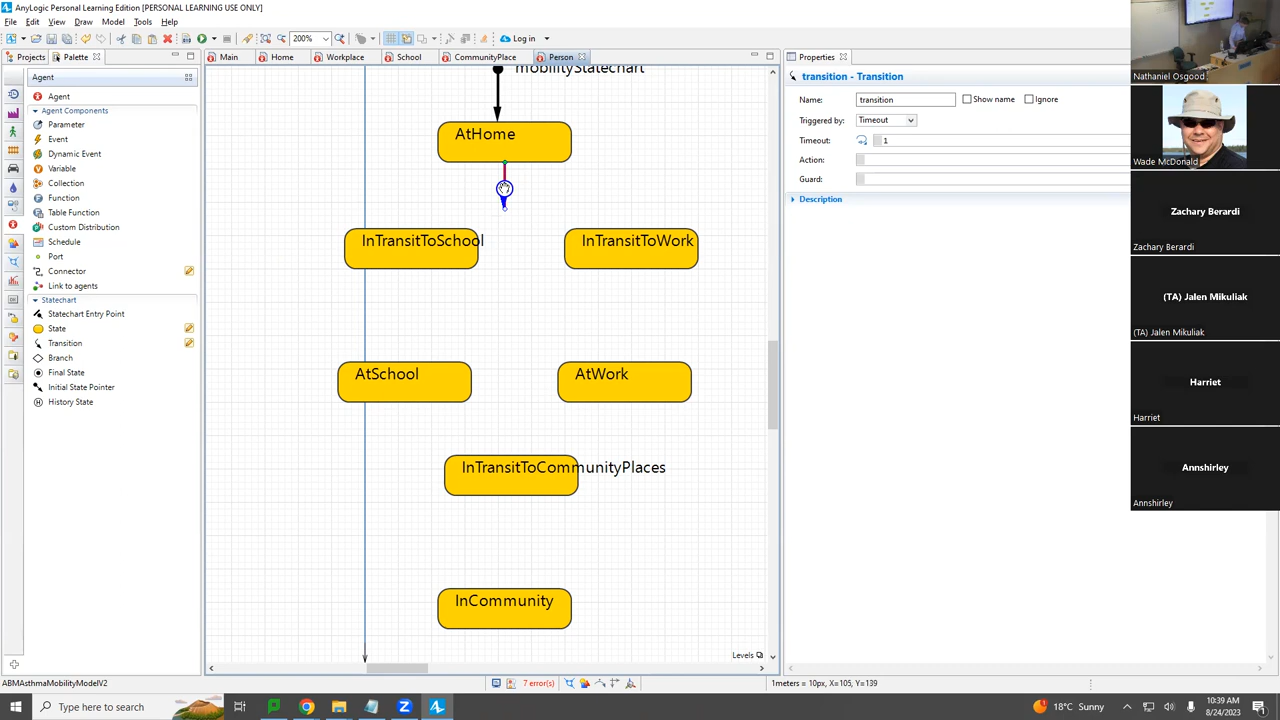 AnyLogic Personal Learning Edition [PERSONAL LEARNING USE ONLY]
File Edit View Draw Model Tools Help
200%
Log in
Projects
Palette
Main
Home
Workplace
School
CommunityPlace
Person
Properties
Agent
Agent
Agent Components
Parameter
Event
Dynamic Event
Variable
Collection
Function
Table Function
Custom Distribution
Schedule
Port
Connector
Link to agents
Statechart
Statechart Entry Point
State
Transition
Branch
Final State
Initial State Pointer
History State
mobilityStatechart
AtHome
InTransitToSchool
InTransitToWork
AtSchool
AtWork
InTransitToCommunityPlaces
InCommunity
Levels
transition - Transition
Name:
transition
Show name
Ignore
Triggered by:
Timeout
Timeout:
1
Action:
Guard:
Description
Nathaniel Osgood
Wade McDonald
Zachary Berardi
Zachary Berardi
(TA) Jalen Mikuliak
(TA) Jalen Mikuliak
Harriet
Harriet
Annshirley
Annshirley
ABMAsthmaMobilityModelV2
7 error(s)
1meters = 10px, X=105, Y=139
Type here to search
18°C Sunny
10:39 AM
8/24/2023
1